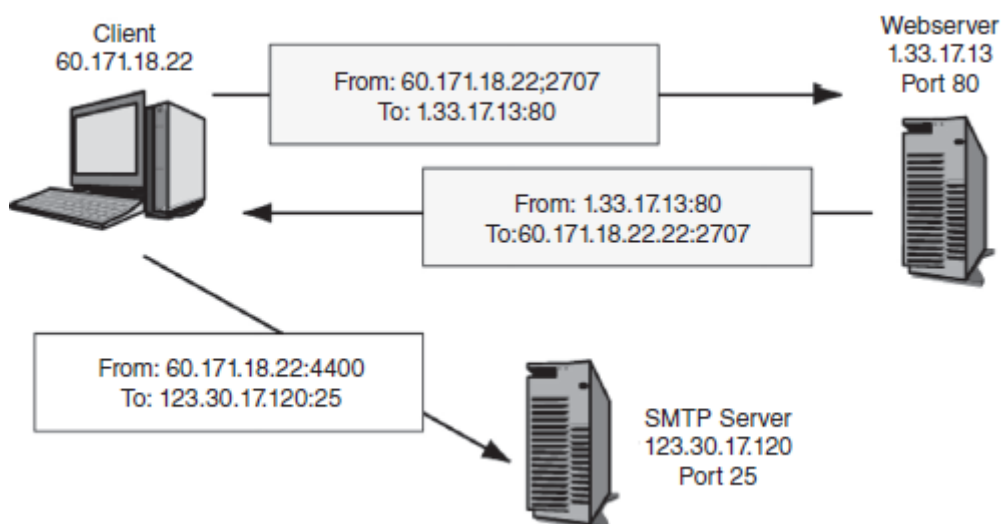 Client
60.171.18.22
From: 60.171.18.22;2707
To: 1.33.17.13:80
Webserver
1.33.17.13
Port 80
From: 1.33.17.13:80
To:60.171.18.22.22:2707
From: 60.171.18.22:4400
To: 123.30.17.120:25
SMTP Server
123.30.17.120
Port 25